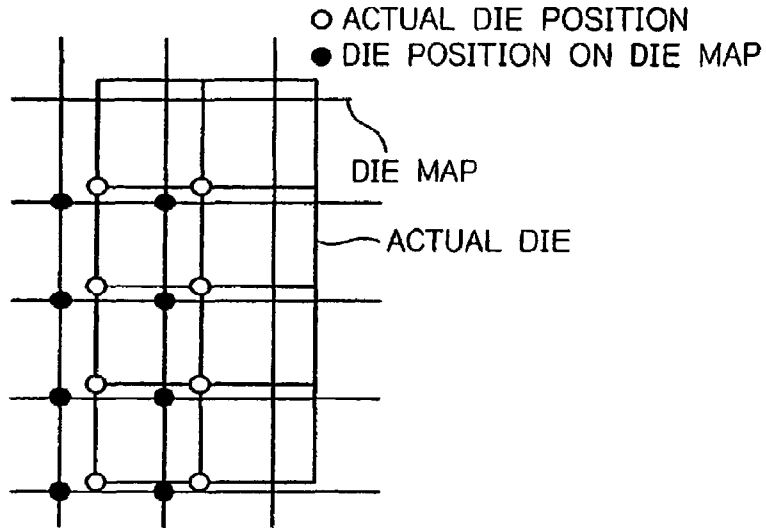 ○ ACTUAL DIE POSITION
● DIE POSITION ON DIE MAP
DIE MAP
ACTUAL DIE